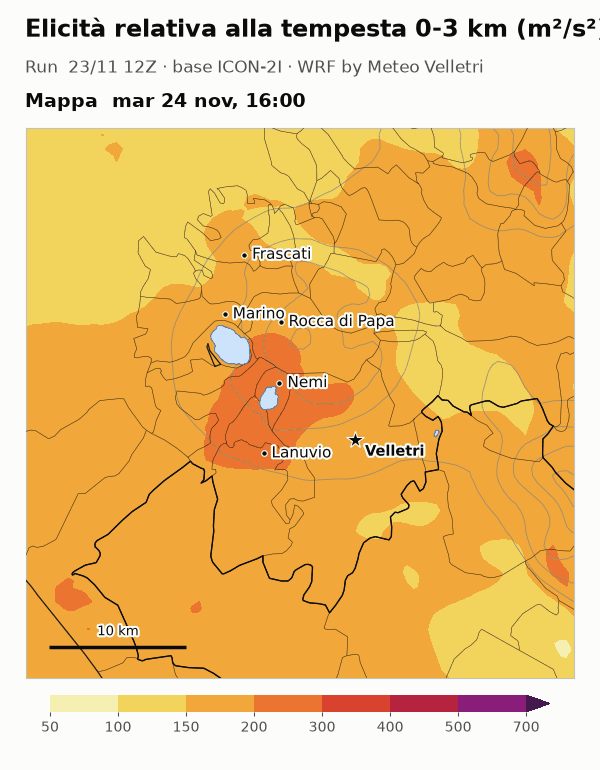 Elicità relativa alla tempesta 0-3 km (m²/s²)
Run  23/11 12Z · base ICON-2I · WRF by Meteo Velletri
Mappa  mar 24 nov, 16:00
Frascati
Marino
Rocca di Papa
Nemi
Lanuvio
Velletri
10 km
50 100 150 200 300 400 500 700